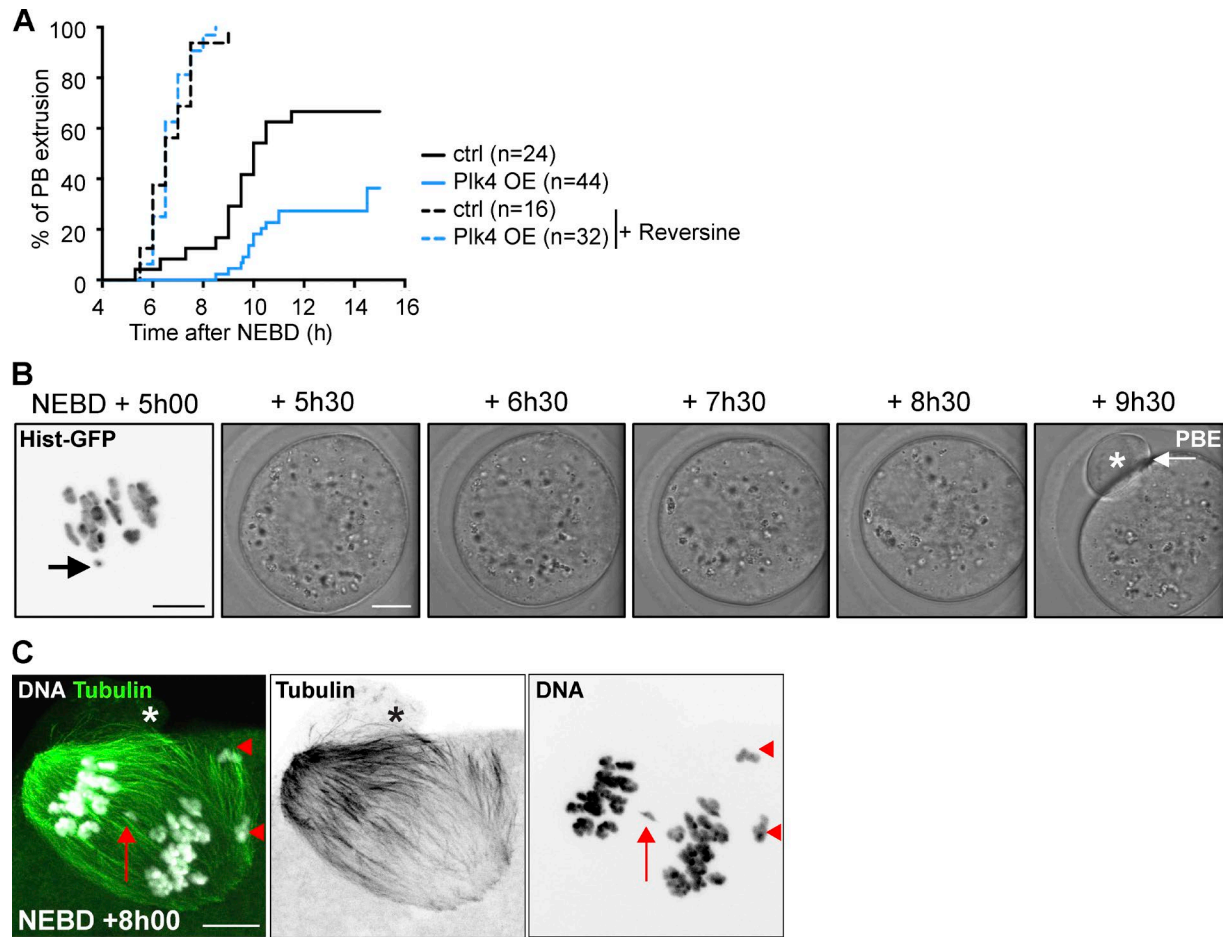 A
100
80
60
40
20
0
% of PB extrusion
4 6 8 10 12 14 16
Time after NEBD (h)
ctrl (n=24)
Plk4 OE (n=44)
ctrl (n=16)
Plk4 OE (n=32)
+ Reversine
B
NEBD + 5h00 + 5h30 + 6h30 + 7h30 + 8h30 + 9h30
Hist-GFP
PBE
*
C
DNA Tubulin
*
NEBD +8h00
Tubulin
*
DNA